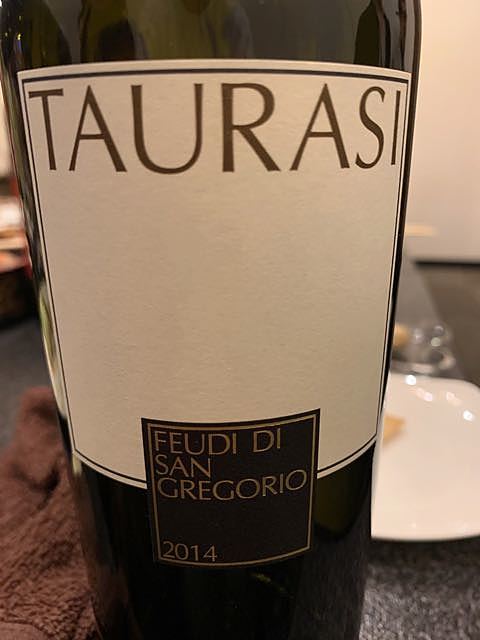 TAURASI
FEUDI DI
SAN
GREGORIO
2014